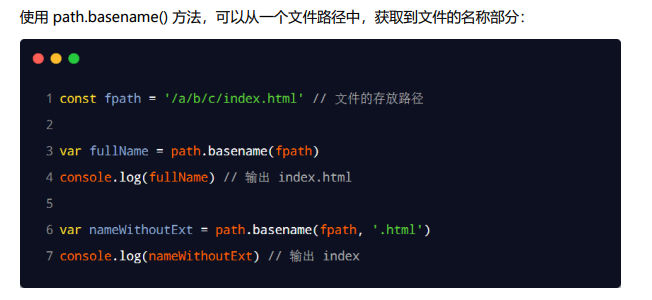 使用 path.basename() 方法，可以从一个文件路径中，获取到文件的名称部分：
1 const fpath = '/a/b/c/index.html' // 文件的存放路径
2
3 var fullName = path.basename(fpath)
4 console.log(fullName) // 输出 index.html
5
6 var nameWithoutExt = path.basename(fpath, '.html')
7 console.log(nameWithoutExt) // 输出 index